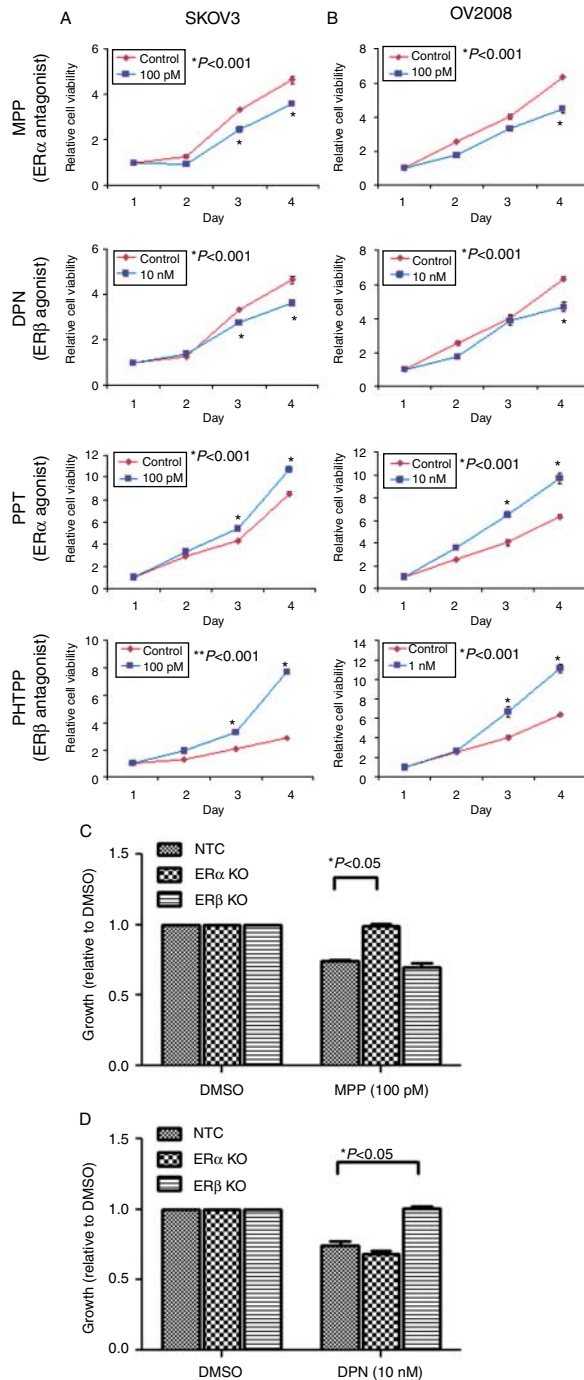 A SKOV3 B OV2008
MPP
(ERα antagonist)
Relative cell viability
6
4
2
0
Control
100 pM
*P<0.001
*
*
1 2 3 4
Day
Relative cell viability
8
6
4
2
0
Control
100 pM
*P<0.001
*
1 2 3 4
Day
DPN
(ERβ agonist)
Relative cell viability
6
4
2
0
Control
10 nM
*P<0.001
*
*
1 2 3 4
Day
Relative cell viability
8
6
4
2
0
Control
10 nM
*P<0.001
*
1 2 3 4
Day
PPT
(ERα agonist)
Relative cell viability
12
10
8
6
4
2
0
Control
100 pM
*P<0.001
*
*
1 2 3 4
Day
Relative cell viability
12
10
8
6
4
2
0
Control
10 nM
*P<0.001
*
*
1 2 3 4
Day
PHTPP
(ERβ antagonist)
Relative cell viability
10
8
6
4
2
0
Control
100 pM
**P<0.001
*
*
1 2 3 4
Day
Relative cell viability
14
12
10
8
6
4
2
0
Control
1 nM
*P<0.001
*
*
1 2 3 4
Day
C
Growth (relative to DMSO)
1.5
1.0
0.5
0.0
NTC
ERα KO
ERβ KO
*P<0.05
DMSO MPP (100 pM)
D
Growth (relative to DMSO)
1.5
1.0
0.5
0.0
NTC
ERα KO
ERβ KO
*P<0.05
DMSO DPN (10 nM)